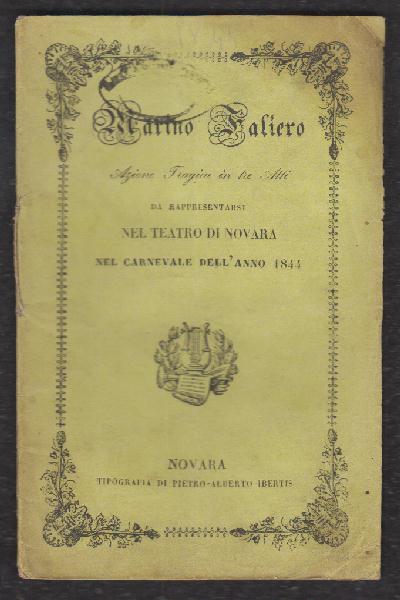 Marino Faliero
Azione Tragica in tre Atti
DA RAPPRESENTARSI
NEL TEATRO DI NOVARA
NEL CARNEVALE DELL'ANNO 1844
NOVARA
TIPOGRAFIA DI PIETRO-ALBERTO IBERTIS